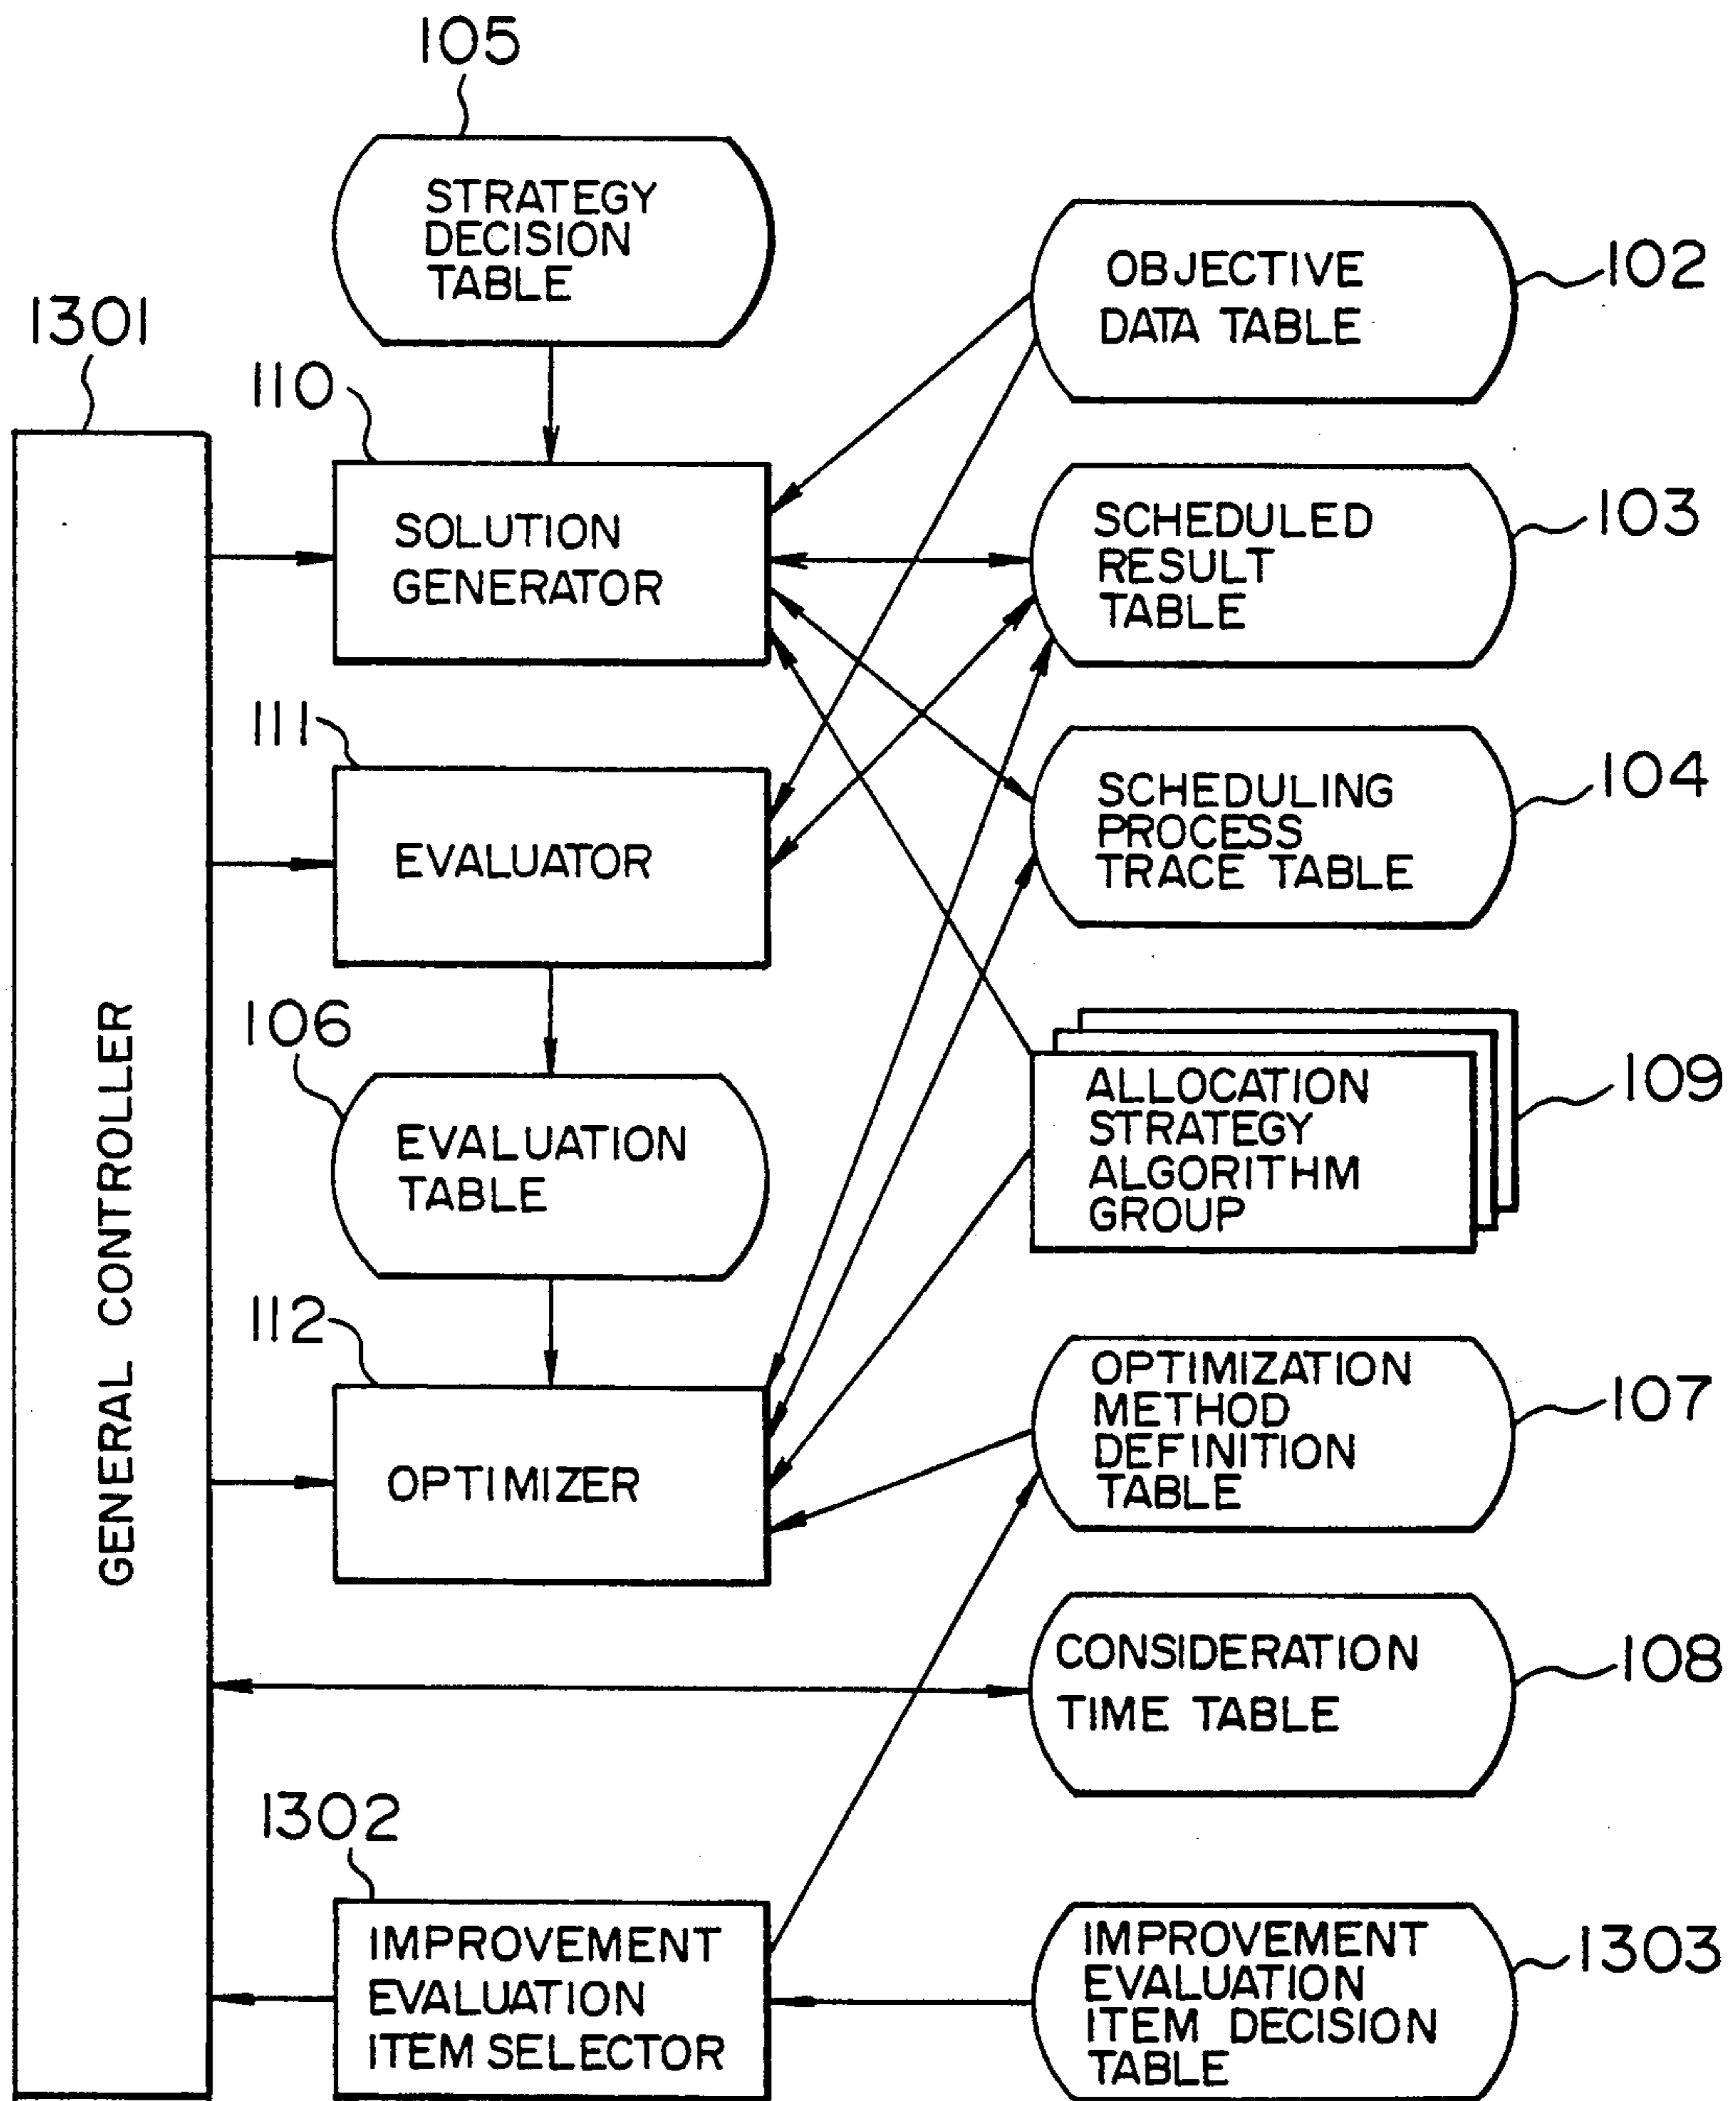 105
STRATEGY
DECISION
TABLE
OBJECTIVE
DATA TABLE
102
1301
110
SOLUTION
GENERATOR
SCHEDULED
RESULT
TABLE
103
111
EVALUATOR
SCHEDULING
PROCESS
TRACE TABLE
104
GENERAL CONTROLLER
106
EVALUATION
TABLE
ALLOCATION
STRATEGY
ALGORITHM
GROUP
109
112
OPTIMIZER
OPTIMIZATION
METHOD
DEFINITION
TABLE
107
CONSIDERATION
TIME TABLE
108
1302
IMPROVEMENT
EVALUATION
ITEM SELECTOR
IMPROVEMENT
EVALUATION
ITEM DECISION
TABLE
1303